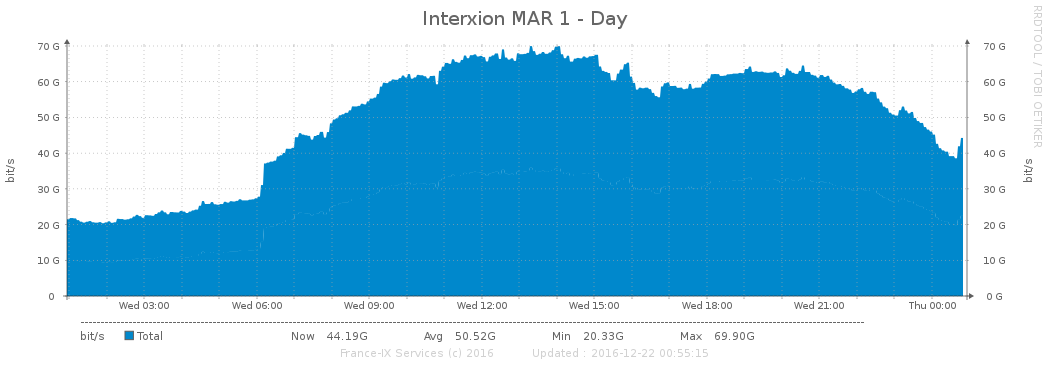 Interxion MAR 1 - Day
RRDTOOL / TOBI OETIKER
bit/s
70 G 70 G
60 G 60 G
50 G 50 G
40 G 40 G
30 G 30 G
20 G 20 G
10 G 10 G
0 0 G
bit/s
Wed 03:00 Wed 06:00 Wed 09:00 Wed 12:00 Wed 15:00 Wed 18:00 Wed 21:00 Thu 00:00
bit/s Total Now 44.19G Avg 50.52G Min 20.33G Max 69.90G
France-IX Services (c) 2016 Updated : 2016-12-22 00:55:15